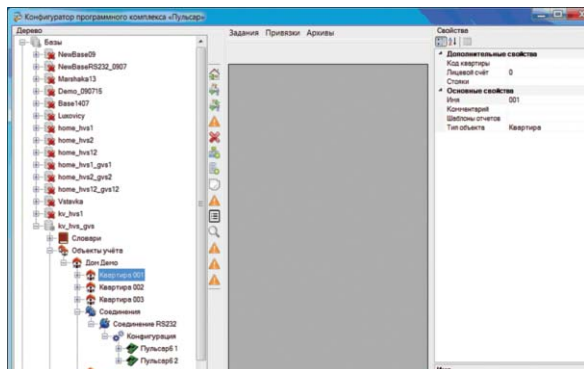 Конфигуратор программного комплекса «Пульсар»
Дерево
Базы
NewBase09
NewBaseRS232_0907
Marshaka13
Demo_090715
Base1407
Luxovicy
home_hvs1
home_hvs2
home_hvs12
home_hvs1_gvs1
home_hvs2_gvs2
home_hvs12_gvs12
Vstavka
kv_hvs1
kv_hvs_gvs
Словари
Объекты учёта
Дом Демо
Квартира 001
Квартира 002
Квартира 003
Соединения
Соединение RS232
Конфигурация
Пульсар6 1
Пульсар6 2
Задания Привязки Архивы
Свойства
Дополнительные свойства
Код квартиры
Лицевой счёт 0
Стояки
Основные свойства
Имя 001
Комментарий
Шаблоны отчетов
Тип объекта Квартира